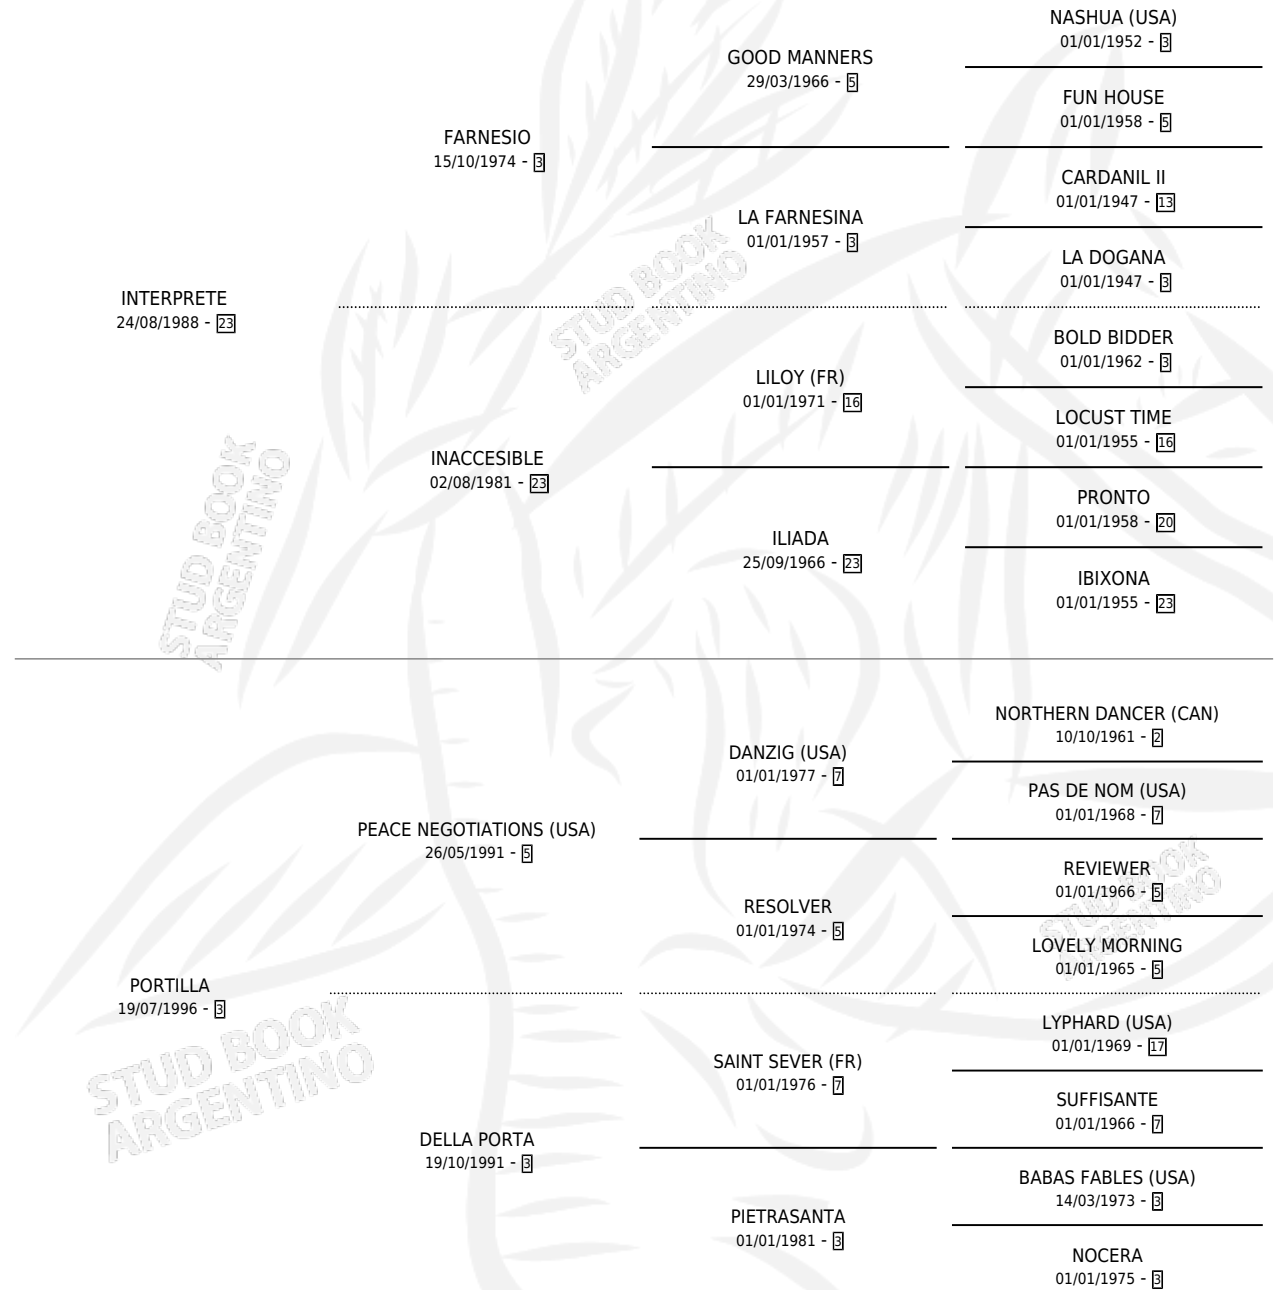 NASHUA (USA)
01/01/1952 - 3
GOOD MANNERS
29/03/1966 - 5
FUN HOUSE
01/01/1958 - 5
FARNESIO
15/10/1974 - 3
CARDANIL II
01/01/1947 - 13
LA FARNESINA
01/01/1957 - 3
LA DOGANA
01/01/1947 - 3
INTERPRETE
24/08/1988 - 23
BOLD BIDDER
01/01/1962 - 3
LILOY (FR)
01/01/1971 - 16
LOCUST TIME
01/01/1955 - 16
INACCESIBLE
02/08/1981 - 23
PRONTO
01/01/1958 - 20
ILIADA
25/09/1966 - 23
IBIXONA
01/01/1955 - 23
STUD BOOK
ARGENTINO
STUD BOOK
ARGENTINO
NORTHERN DANCER (CAN)
10/10/1961 - 2
DANZIG (USA)
01/01/1977 - 7
PAS DE NOM (USA)
01/01/1968 - 7
PEACE NEGOTIATIONS (USA)
26/05/1991 - 5
REVIEWER
01/01/1966 - 5
RESOLVER
01/01/1974 - 5
LOVELY MORNING
01/01/1965 - 5
STUD BOOK
ARGENTINO
PORTILLA
19/07/1996 - 3
LYPHARD (USA)
01/01/1969 - 17
SAINT SEVER (FR)
01/01/1976 - 7
SUFFISANTE
01/01/1966 - 7
STUD BOOK
ARGENTINO
DELLA PORTA
19/10/1991 - 3
BABAS FABLES (USA)
14/03/1973 - 3
PIETRASANTA
01/01/1981 - 3
NOCERA
01/01/1975 - 3